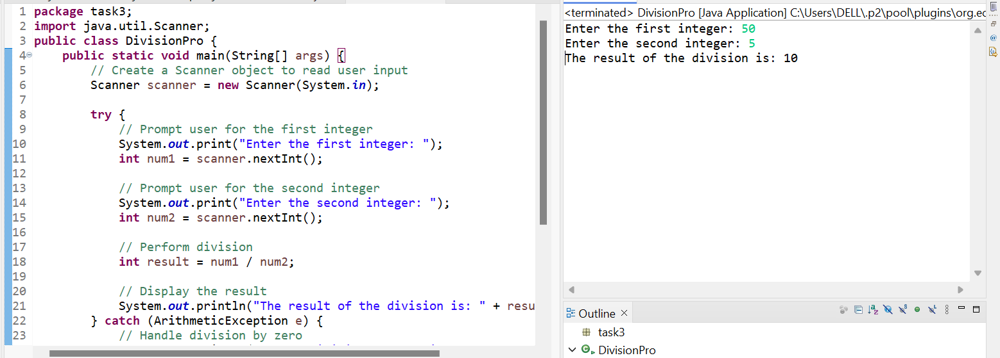 1 package task3;
2 import java.util.Scanner;
3 public class DivisionPro {
4 public static void main(String[] args) {
5 // Create a Scanner object to read user input
6 Scanner scanner = new Scanner(System.in);
7
8 try {
9 // Prompt user for the first integer
10 System.out.print("Enter the first integer: ");
11 int num1 = scanner.nextInt();
12
13 // Prompt user for the second integer
14 System.out.print("Enter the second integer: ");
15 int num2 = scanner.nextInt();
16
17 // Perform division
18 int result = num1 / num2;
19
20 // Display the result
21 System.out.println("The result of the division is: " + resu
22 } catch (ArithmeticException e) {
23 // Handle division by zero
<terminated> DivisionPro [Java Application] C:\Users\DELL\.p2\pool\plugins\org.ec
Enter the first integer: 50
Enter the second integer: 5
The result of the division is: 10
Outline
task3
DivisionPro